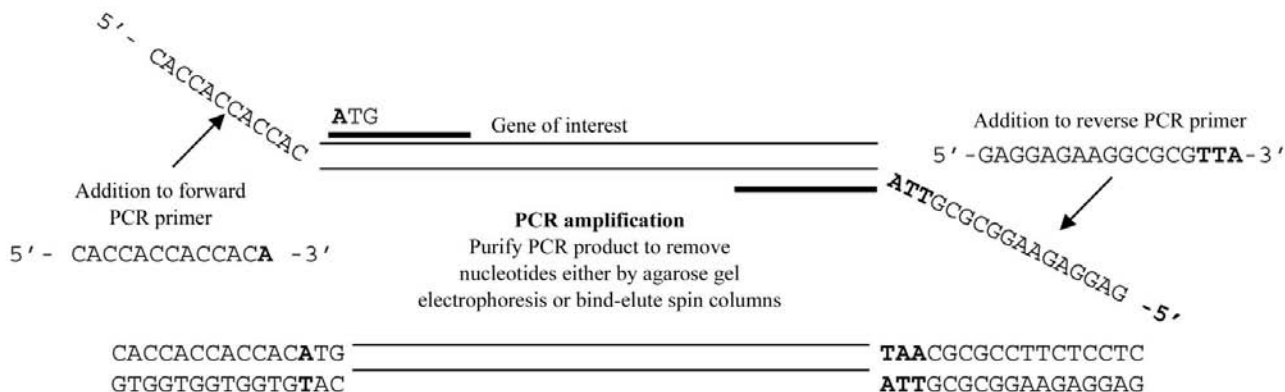 5′- CACCACCACCAC
ATG
Gene of interest
Addition to reverse PCR primer
5′-GAGGAGAAGGCGCGTTA-3′
Addition to forward
PCR primer
5′- CACCACCACCACA -3′
ATTGCGCGGAAGAGGAG -5′
PCR amplification
Purify PCR product to remove
nucleotides either by agarose gel
electrophoresis or bind-elute spin columns
CACCACCACCACATG
TAACGCGCCTTCTCCTC
GTGGTGGTGGTGTAC
ATTGCGCGGAAGAGGAG